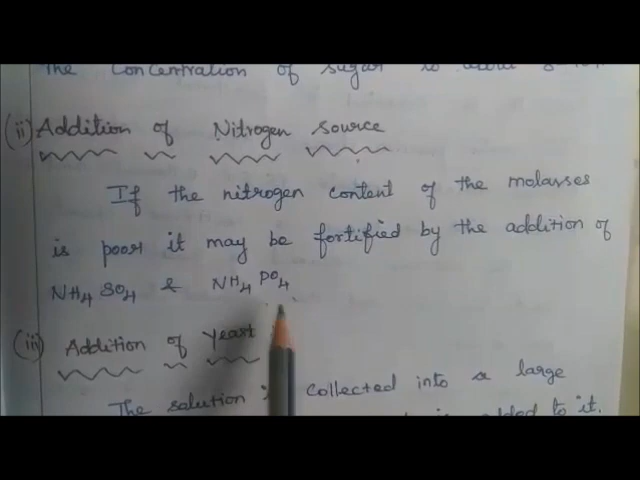 The Concentration of sugar is
(ii) Addition of Nitrogen source
If the nitrogen content of the molasses
is poor it may be fortified by the addition of
NH4 SO4 & NH4 PO4
(iii) Addition of yeast
The solution is collected into a large
added to it.